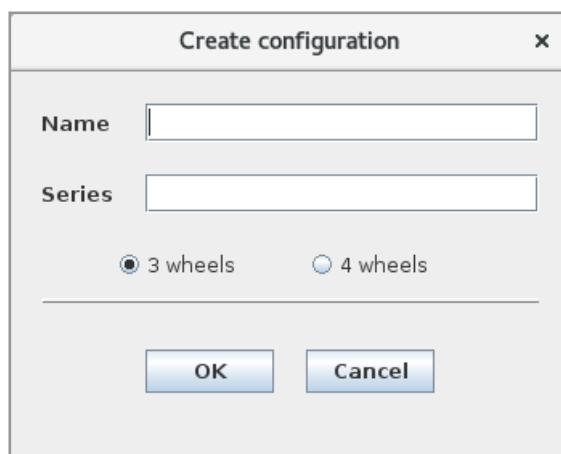 Create configuration
Name
Series
3 wheels 4 wheels
OK Cancel